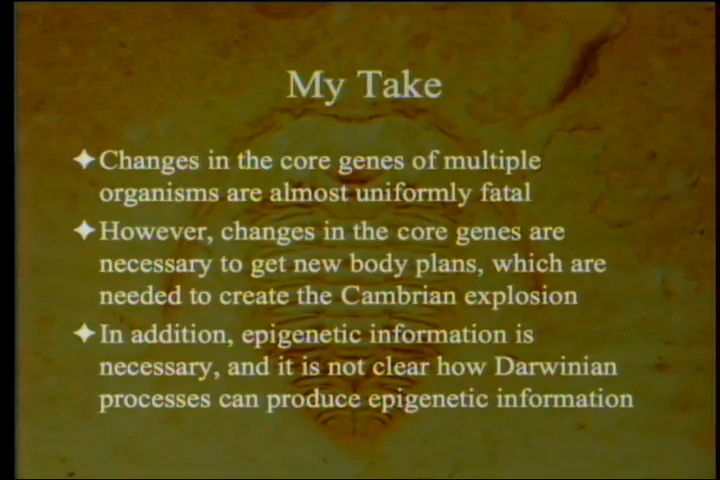 My Take
Changes in the core genes of multiple
organisms are almost uniformly fatal
However, changes in the core genes are
necessary to get new body plans, which are
needed to create the Cambrian explosion
In addition, epigenetic information is
necessary, and it is not clear how Darwinian
processes can produce epigenetic information